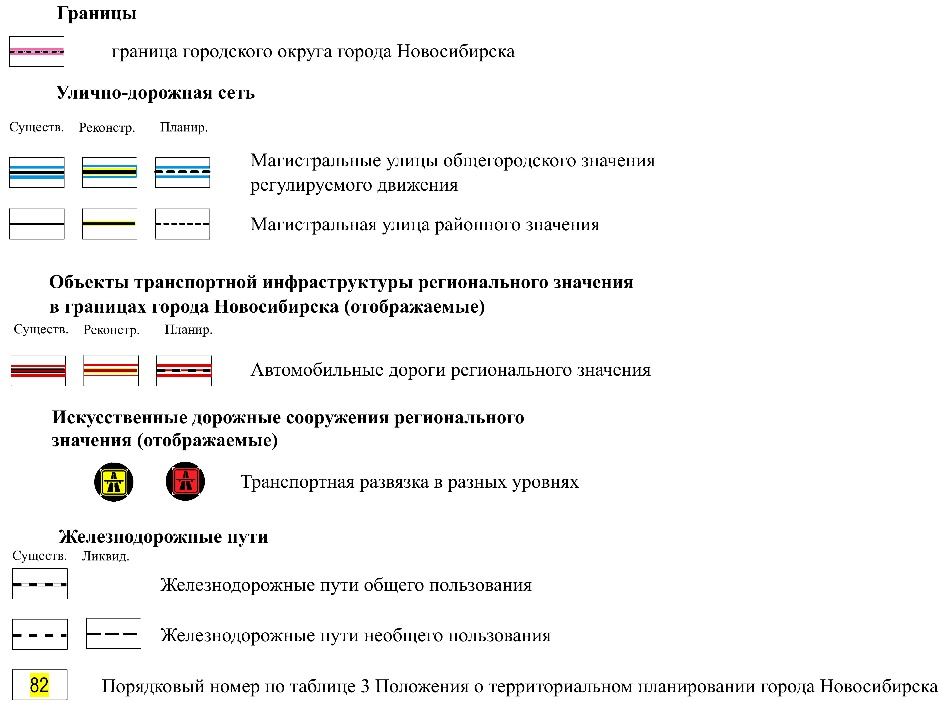 Границы
граница городского округа города Новосибирска
Улично-дорожная сеть
Существ. Реконстр. Планир.
Магистральные улицы общегородского значения
регулируемого движения
Магистральная улица районного значения
Объекты транспортной инфраструктуры регионального значения
в границах города Новосибирска (отображаемые)
Существ. Реконстр. Планир.
Автомобильные дороги регионального значения
Искусственные дорожные сооружения регионального
значения (отображаемые)
Транспортная развязка в разных уровнях
Железнодорожные пути
Существ. Ликвид.
Железнодорожные пути общего пользования
Железнодорожные пути необщего пользования
82 Порядковый номер по таблице 3 Положения о территориальном планировании города Новосибирска